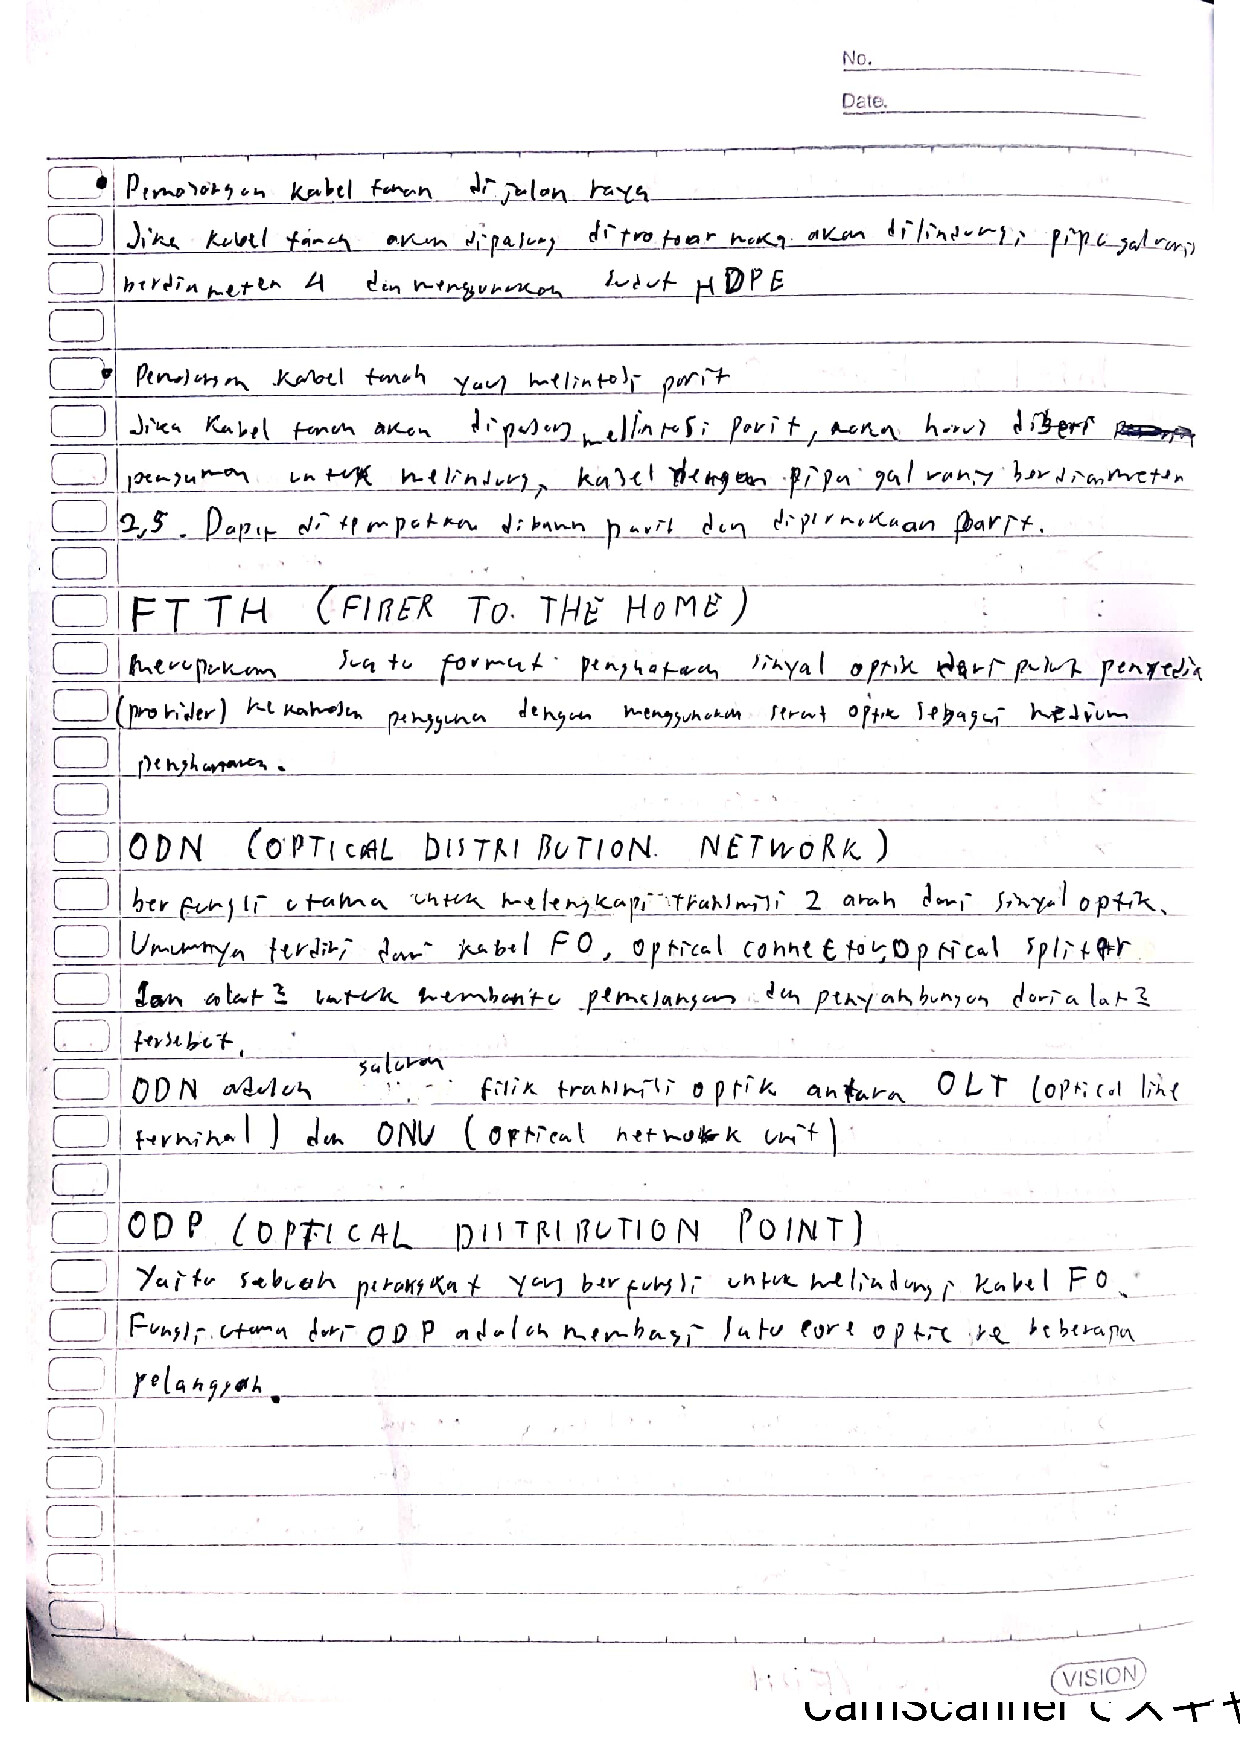 No.
Date.
Pemasangan kabel tanah di jalan raya
Jika kabel tanah akan dipasang ditrotoar maka akan dilindungi pipa galvanis
berdiameter 4 dan menggunakan HDPE
Pemasangan kabel tanah yang melintasi parit
Jika kabel tanah akan dipasang melintasi parit, maka harus diberi
untuk melindungi kabel dengan pipa galvanis berdiameter
2,5. Dapat ditempatkan dibawah parit dan dipermukaan parit.
FTTH (FIBER TO. THE HOME)
merupakan suatu format penghataran sinyal optik dari pusat penyedia
(provider) ke kawasan pengguna dengan menggunakan serat optik sebagai medium
penghantaran.
ODN (OPTICAL DISTRIBUTION. NETWORK)
berfungsi utama untuk melengkapi transmisi 2 arah dari sinyal optik.
Umumnya terdiri dari kabel FO, optical connector, Optical splitter
dan alat2 untuk membantu pemasangan dan penyambungan dari alat2
tersebut.
saluran
ODN adalah filik transmisi optik antara OLT (optical line
terminal) dan ONU (optical network unit)
ODP (OPTICAL DISTRIBUTION POINT)
Yaitu sebuah perangkat yang berfungsi untuk melindungi kabel FO.
Fungsi utama dari ODP adalah membagi satu core optic ke beberapa
pelanggan.
VISION
CamScanner でスキャ